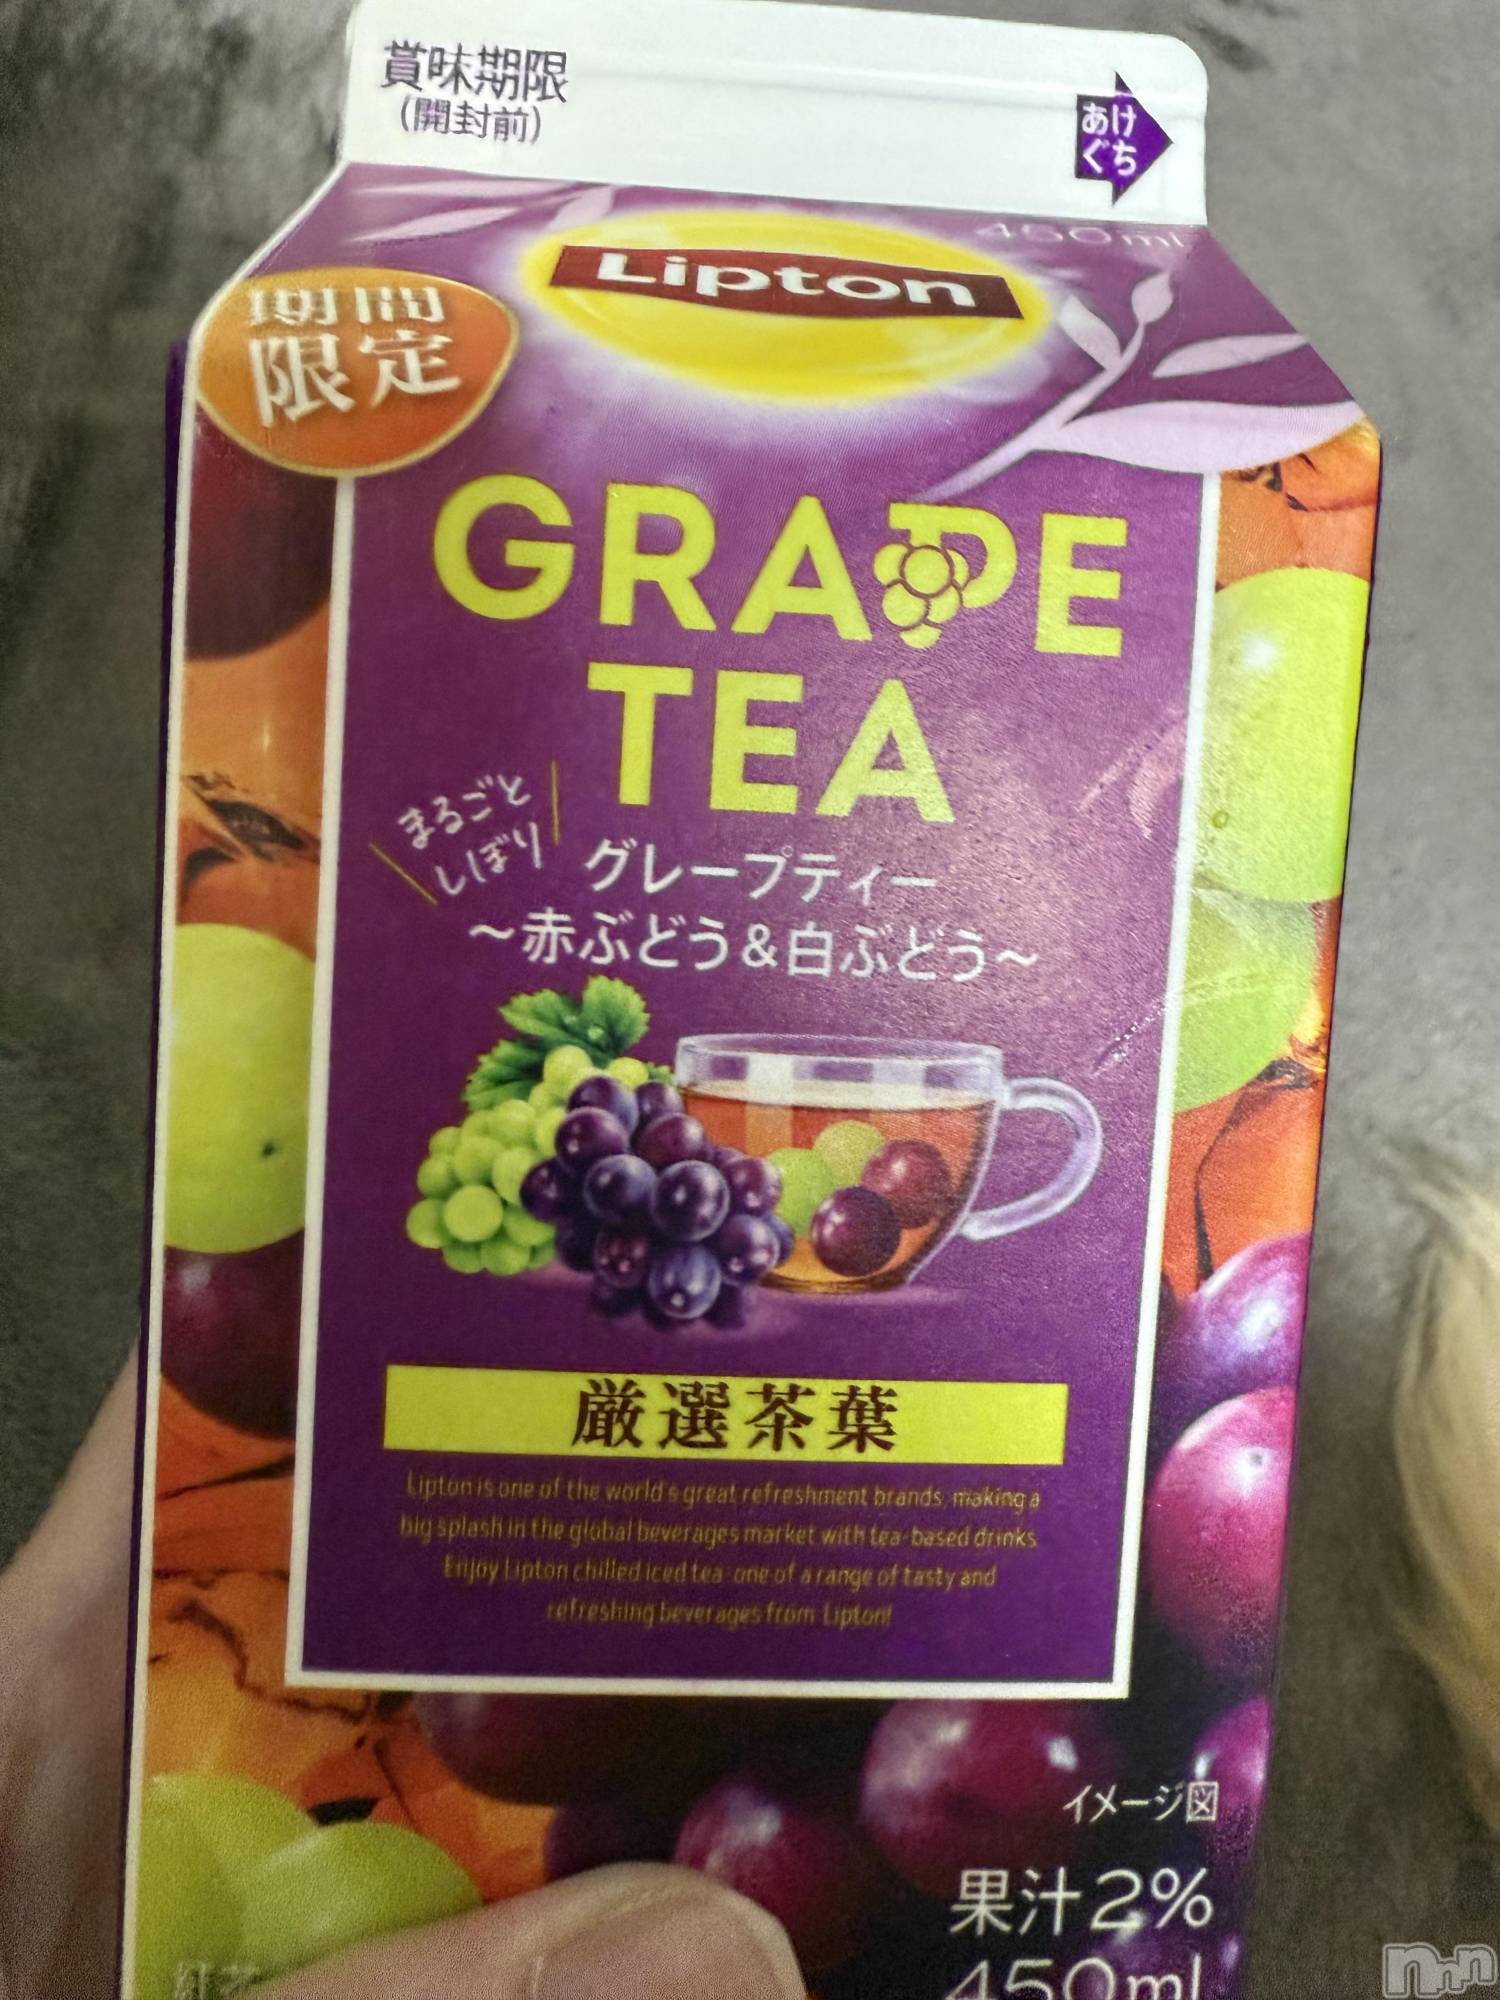 賞味期限
(開封前)
あけ
ぐち
450ml
Lipton
期間
限定
GRAPE
TEA
まるごと
しぼり
グレープティー
～赤ぶどう&白ぶどう～
厳選茶葉
Lipton is one of the world's great refreshment brands, making a
big splash in the global beverages market with tea-based drinks.
Enjoy Lipton chilled iced tea-one of a range of tasty and
refreshing beverages from Lipton!
イメージ図
果汁2%
450ml
紅茶